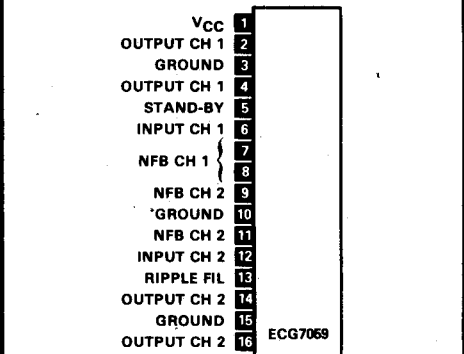 VCC 1
OUTPUT CH 1 2
GROUND 3
OUTPUT CH 1 4
STAND-BY 5
INPUT CH 1 6
7
NFB CH 1
8
NFB CH 2 9
GROUND 10
NFB CH 2 11
INPUT CH 2 12
RIPPLE FIL 13
OUTPUT CH 2 14
GROUND 15
OUTPUT CH 2 16
ECG7059